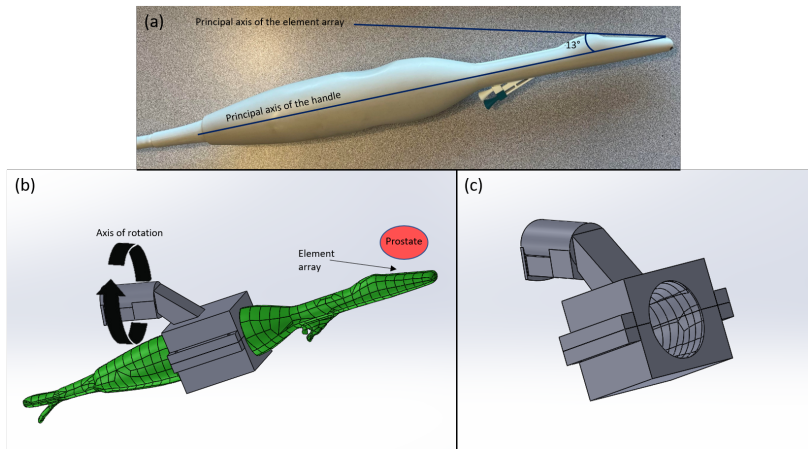 (a)
Principal axis of the element array
13°
Principal axis of the handle
(b)
Axis of rotation
Prostate
Element
array
(c)